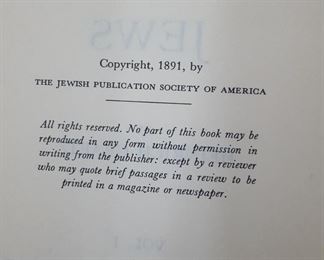 JEWS
Copyright, 1891, by
THE JEWISH PUBLICATION SOCIETY OF AMERICA
All rights reserved. No part of this book may be
reproduced in any form without permission in
writing from the publisher: except by a reviewer
who may quote brief passages in a review to be
printed in a magazine or newspaper.
VOL. I